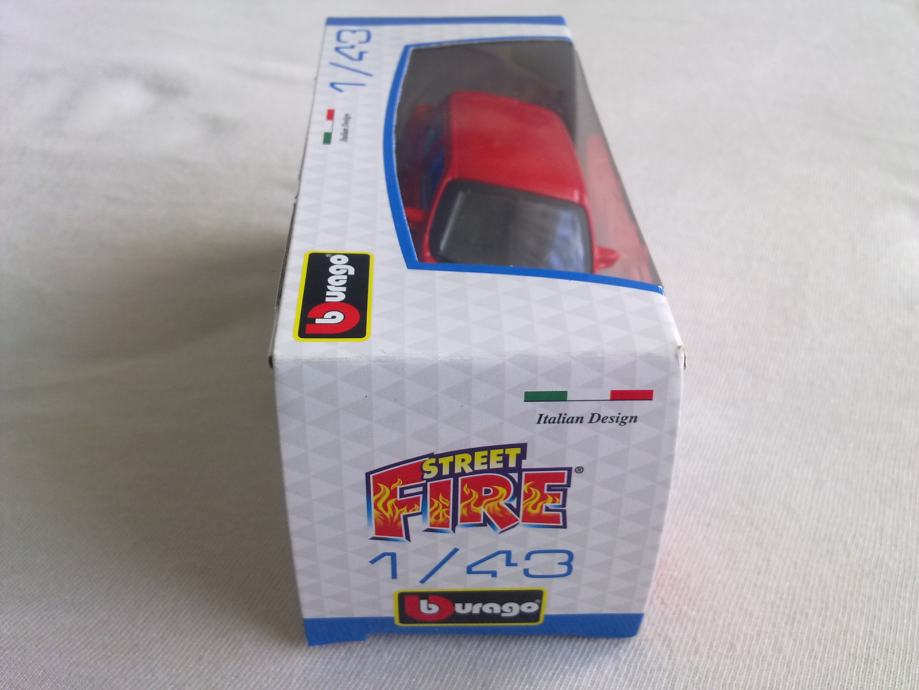 1/43
Italian Design
burago
Italian Design
STREET
FIRE®
1/43
burago